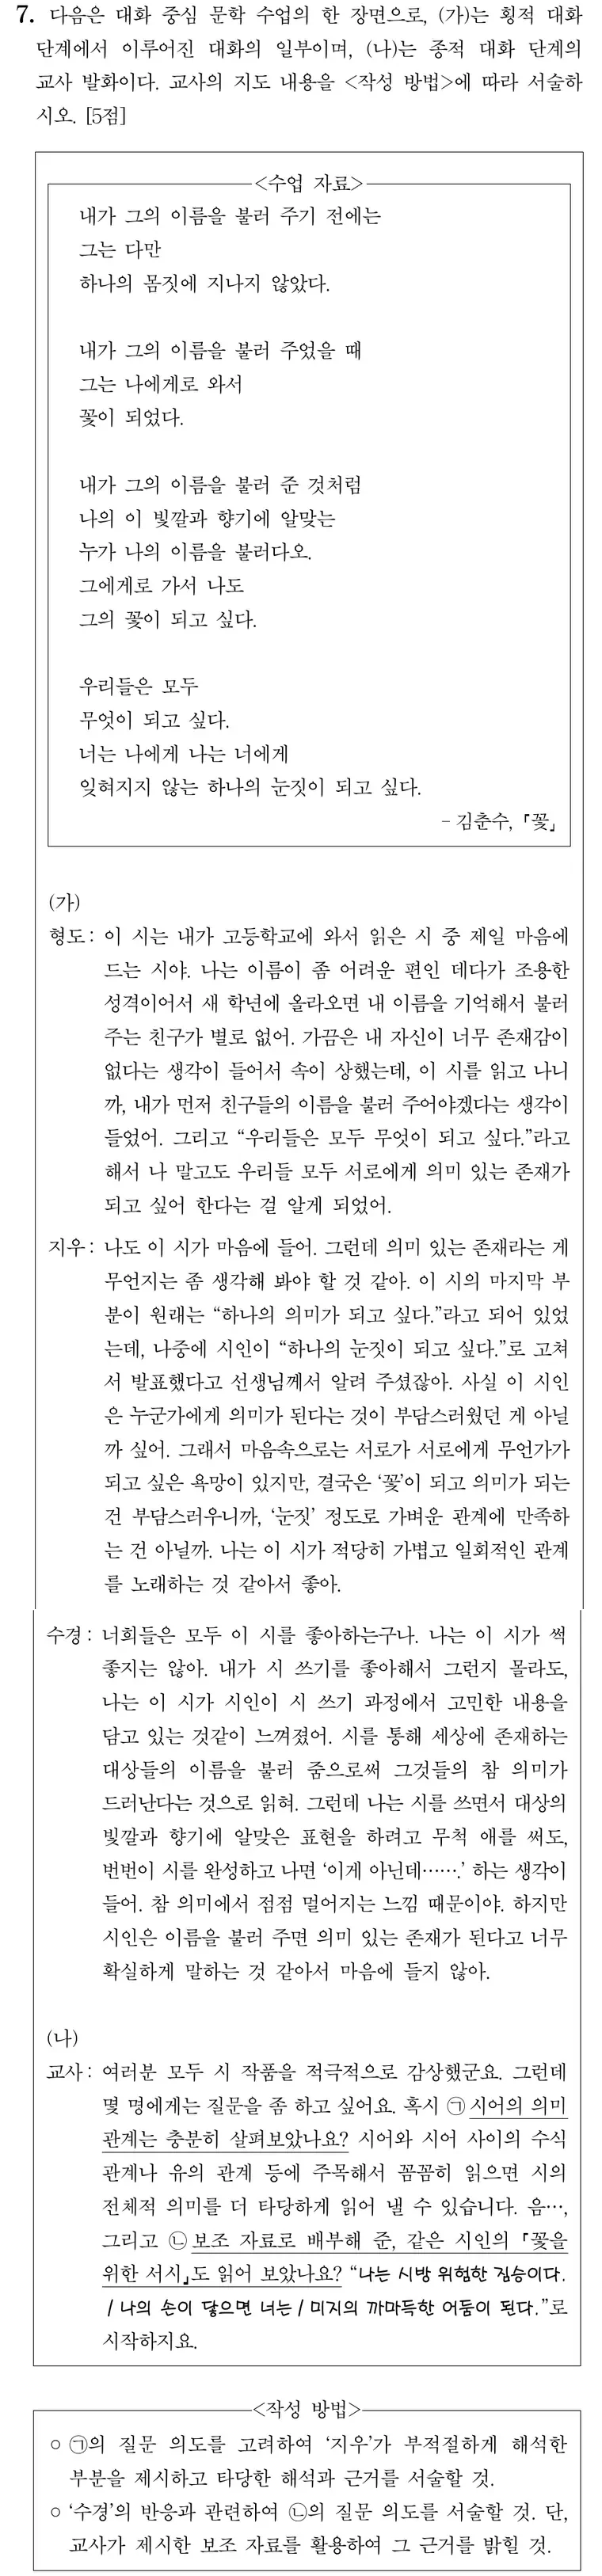 7. 다음은 대화 중심 문학 수업의 한 장면으로, (가)는 횡적 대화
단계에서 이루어진 대화의 일부이며, (나)는 종적 대화 단계의
교사 발화이다. 교사의 지도 내용을 <작성 방법>에 따라 서술하
시오. [5점]
<수업 자료>
내가 그의 이름을 불러 주기 전에는
그는 다만
하나의 몸짓에 지나지 않았다.
내가 그의 이름을 불러 주었을 때
그는 나에게로 와서
꽃이 되었다.
내가 그의 이름을 불러 준 것처럼
나의 이 빛깔과 향기에 알맞는
누가 나의 이름을 불러다오.
그에게로 가서 나도
그의 꽃이 되고 싶다.
우리들은 모두
무엇이 되고 싶다.
너는 나에게 나는 너에게
잊혀지지 않는 하나의 눈짓이 되고 싶다.
- 김춘수, 「꽃」
(가)
형도: 이 시는 내가 고등학교에 와서 읽은 시 중 제일 마음에
드는 시야. 나는 이름이 좀 어려운 편인 데다가 조용한
성격이어서 새 학년에 올라오면 내 이름을 기억해서 불러
주는 친구가 별로 없어. 가끔은 내 자신이 너무 존재감이
없다는 생각이 들어서 속이 상했는데, 이 시를 읽고 나니
까, 내가 먼저 친구들의 이름을 불러 주어야겠다는 생각이
들었어. 그리고 “우리들은 모두 무엇이 되고 싶다.”라고
해서 나 말고도 우리들 모두 서로에게 의미 있는 존재가
되고 싶어 한다는 걸 알게 되었어.
지우: 나도 이 시가 마음에 들어. 그런데 의미 있는 존재라는 게
무언지는 좀 생각해 봐야 할 것 같아. 이 시의 마지막 부
분이 원래는 “하나의 의미가 되고 싶다.”라고 되어 있었
는데, 나중에 시인이 “하나의 눈짓이 되고 싶다.”로 고쳐
서 발표했다고 선생님께서 알려 주셨잖아. 사실 이 시인
은 누군가에게 의미가 된다는 것이 부담스러웠던 게 아닐
까 싶어. 그래서 마음속으로는 서로가 서로에게 무언가가
되고 싶은 욕망이 있지만, 결국은 ‘꽃’이 되고 의미가 되는
건 부담스러우니까, ‘눈짓’ 정도로 가벼운 관계에 만족하
는 건 아닐까. 나는 이 시가 적당히 가볍고 일회적인 관계
를 노래하는 것 같아서 좋아.
수경: 너희들은 모두 이 시를 좋아하는구나. 나는 이 시가 썩
좋지는 않아. 내가 시 쓰기를 좋아해서 그런지 몰라도,
나는 이 시가 시인이 시 쓰기 과정에서 고민한 내용을
담고 있는 것같이 느껴졌어. 시를 통해 세상에 존재하는
대상들의 이름을 불러 줌으로써 그것들의 참 의미가
드러난다는 것으로 읽혀. 그런데 나는 시를 쓰면서 대상의
빛깔과 향기에 알맞은 표현을 하려고 무척 애를 써도,
번번이 시를 완성하고 나면 ‘이게 아닌데…….’ 하는 생각이
들어. 참 의미에서 점점 멀어지는 느낌 때문이야. 하지만
시인은 이름을 불러 주면 의미 있는 존재가 된다고 너무
확실하게 말하는 것 같아서 마음에 들지 않아.
(나)
교사: 여러분 모두 시 작품을 적극적으로 감상했군요. 그런데
몇 명에게는 질문을 좀 하고 싶어요. 혹시 ㉠ 시어의 의미
관계는 충분히 살펴보았나요? 시어와 시어 사이의 수식
관계나 유의 관계 등에 주목해서 꼼꼼히 읽으면 시의
전체적 의미를 더 타당하게 읽어 낼 수 있습니다. 음…,
그리고 ㉡ 보조 자료로 배부해 준, 같은 시인의 「꽃을
위한 서시」도 읽어 보았나요? “나는 시방 위험한 짐승이다.
/ 나의 손이 닿으면 너는 / 미지의 까마득한 어둠이 된다.”로
시작하지요.
<작성 방법>
○ ㉠의 질문 의도를 고려하여 ‘지우’가 부적절하게 해석한
부분을 제시하고 타당한 해석과 근거를 서술할 것.
○ ‘수경’의 반응과 관련하여 ㉡의 질문 의도를 서술할 것. 단,
교사가 제시한 보조 자료를 활용하여 그 근거를 밝힐 것.